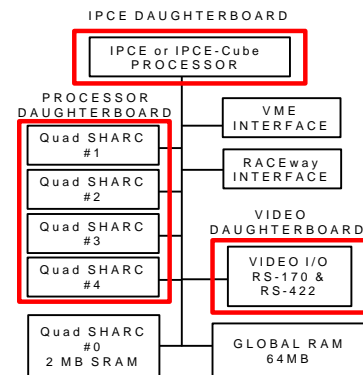 IPCE DAUGHTERBOARD
IPCE or IPCE-Cube
PROCESSOR
PROCESSOR
DAUGHTERBOARD
Quad SHARC
#1
Quad SHARC
#2
Quad SHARC
#3
Quad SHARC
#4
Quad SHARC
#0
2 MB SRAM
VME
INTERFACE
RACEway
INTERFACE
VIDEO
DAUGHTERBOARD
VIDEO I/O
RS-170 &
RS-422
GLOBAL RAM
64MB